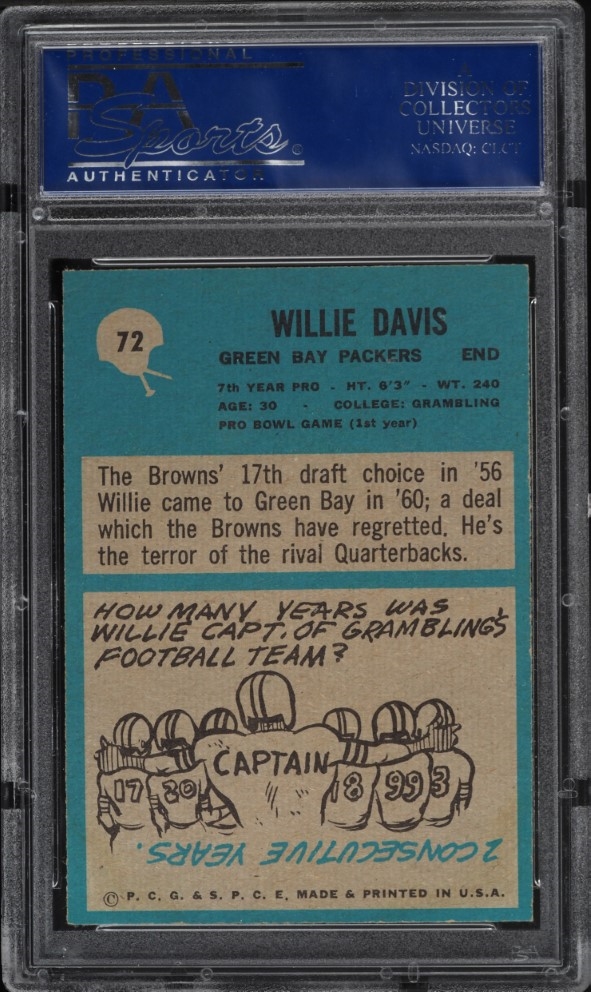 PROFESSIONAL
PSA
Sports®
AUTHENTICATOR
A
DIVISION OF
COLLECTORS
UNIVERSE
NASDAQ: CLCT
72
WILLIE DAVIS
GREEN BAY PACKERS END
7th YEAR PRO - HT. 6'3" - WT. 240
AGE: 30 - COLLEGE: GRAMBLING
PRO BOWL GAME (1st year)
The Browns' 17th draft choice in '56
Willie came to Green Bay in '60; a deal
which the Browns have regretted. He's
the terror of the rival Quarterbacks.
HOW MANY YEARS WAS
WILLIE CAPT. OF GRAMBLING'S
FOOTBALL TEAM?
CAPTAIN
17 20 18 99 3
2 CONSECUTIVE YEARS.
© P. C. G. & S. P. C. E. MADE & PRINTED IN U.S.A.